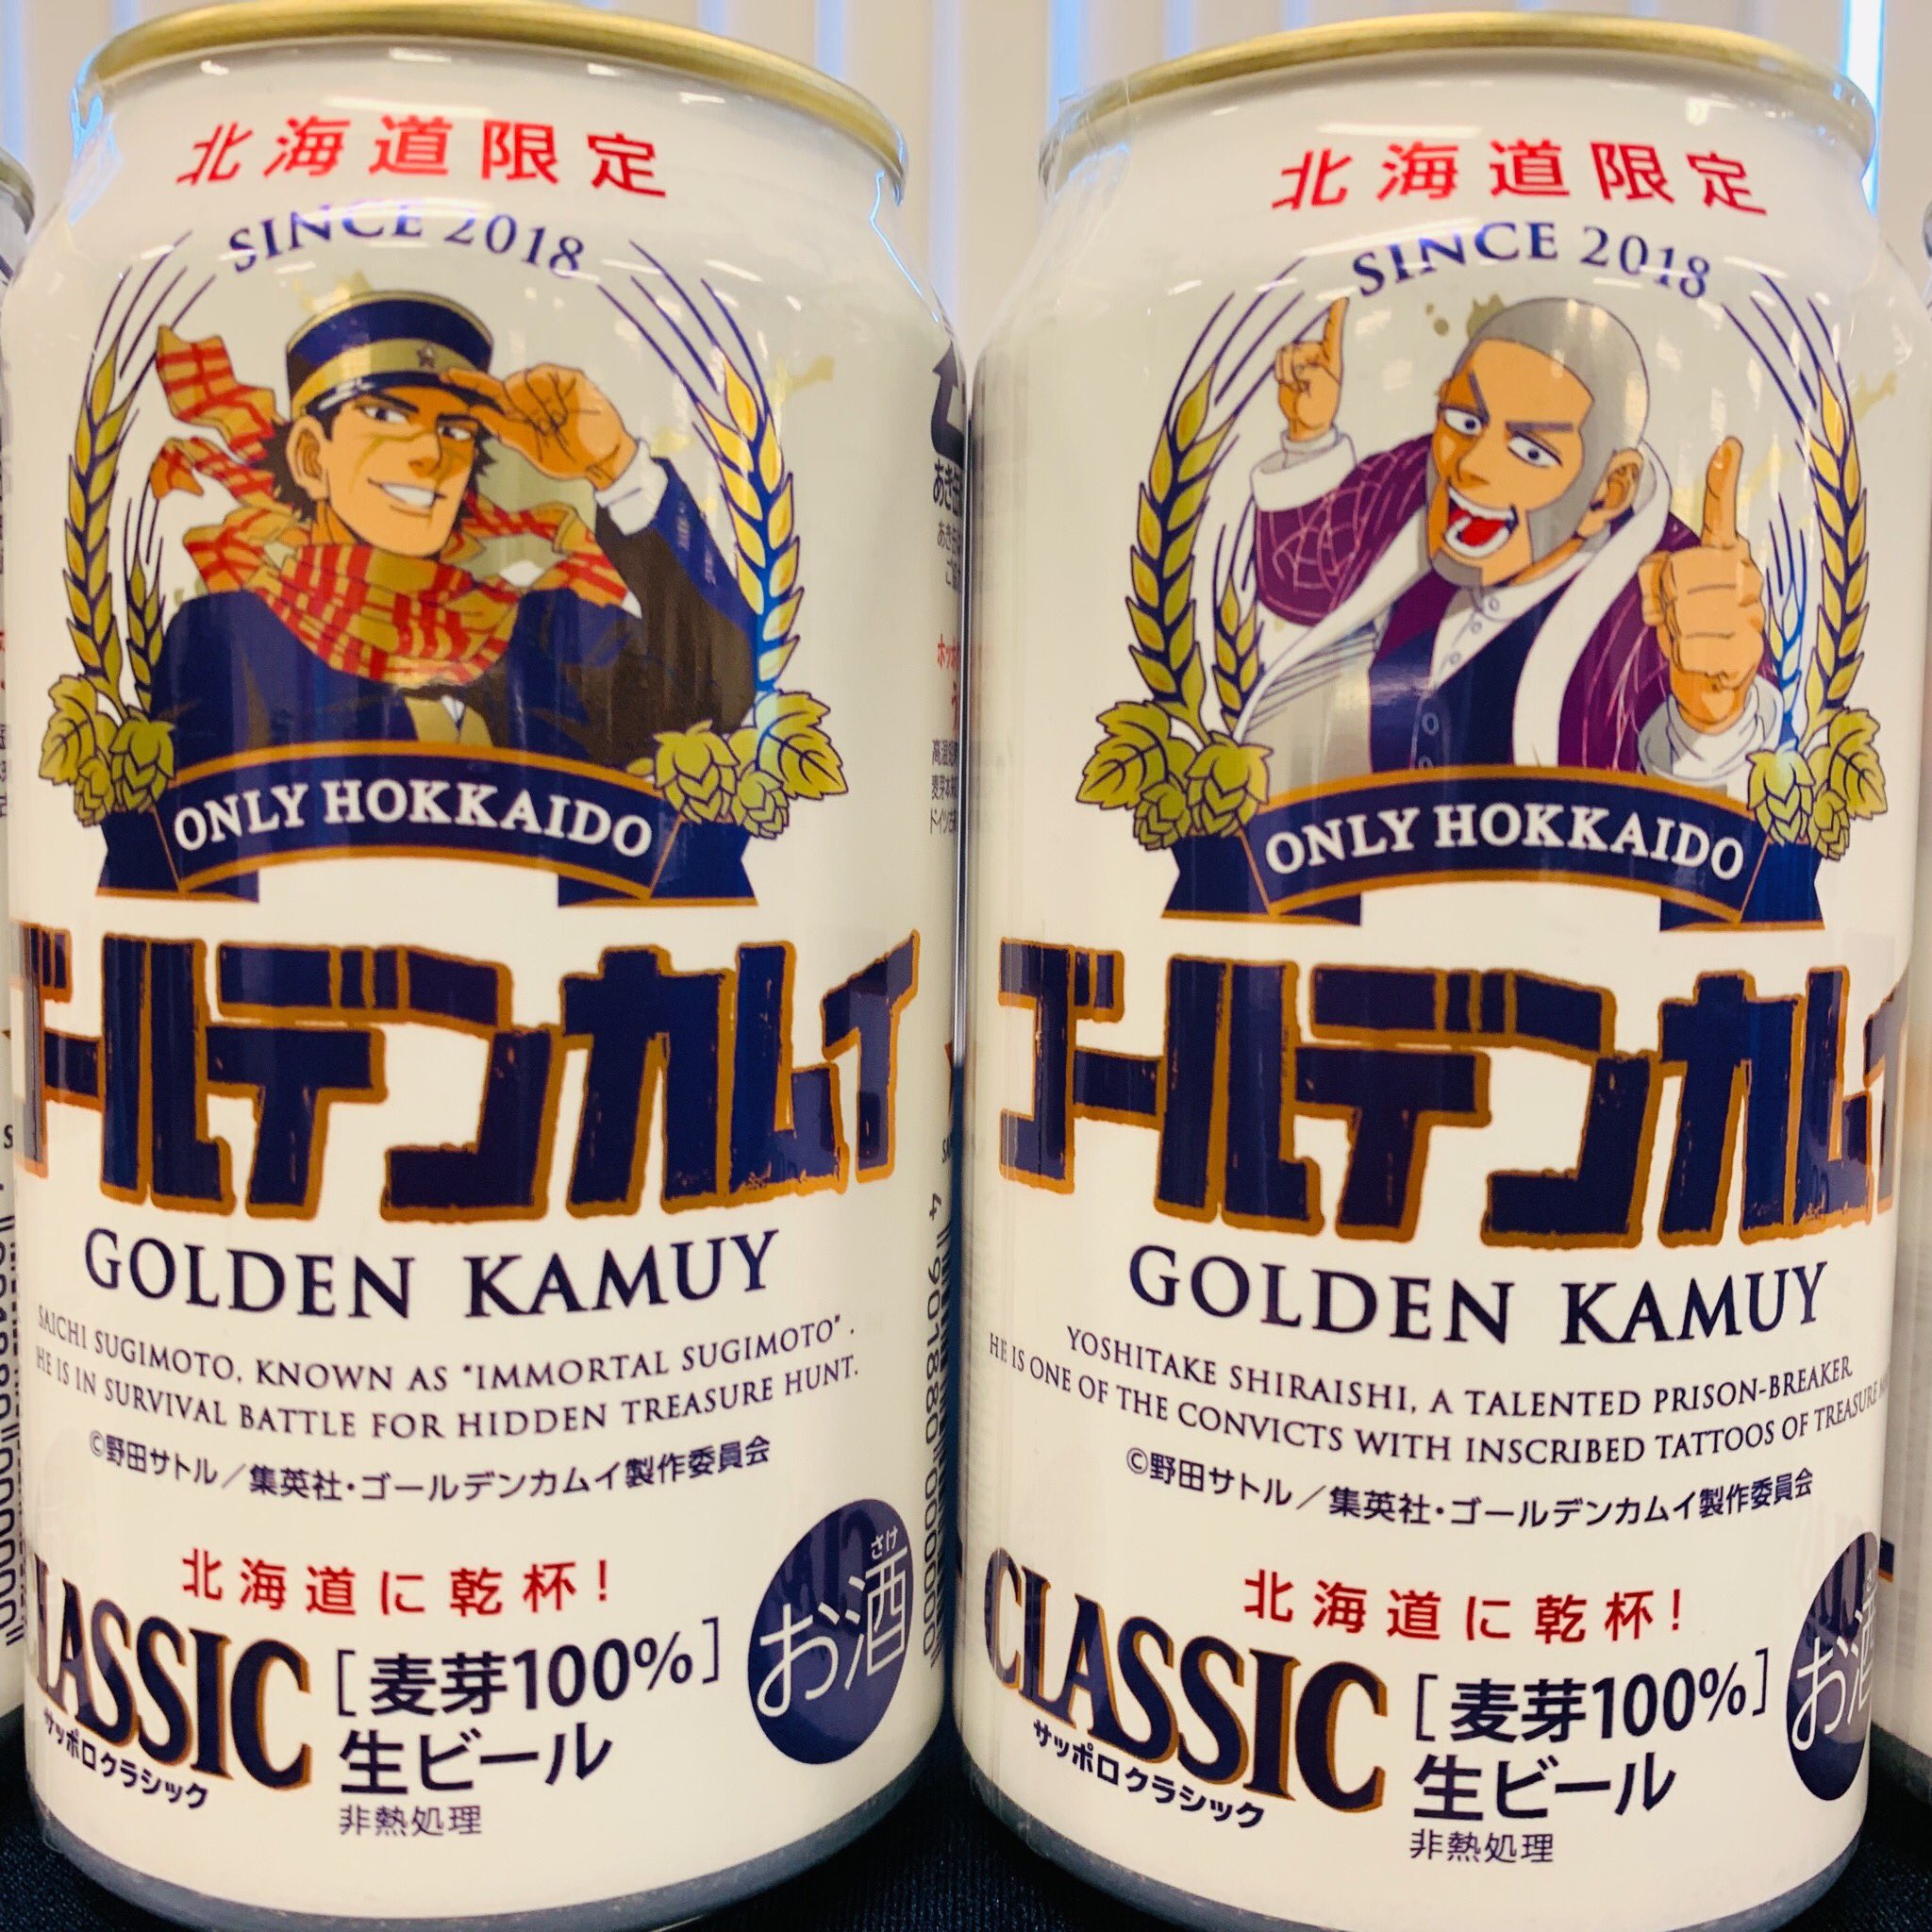 北海道限定
SINCE 2018
ONLY HOKKAIDO
ゴールデンカムイ
GOLDEN KAMUY
SAICHI SUGIMOTO, KNOWN AS "IMMORTAL SUGIMOTO".
HE IS IN SURVIVAL BATTLE FOR HIDDEN TREASURE HUNT.
©野田サトル／集英社・ゴールデンカムイ製作委員会
北海道に乾杯!
CLASSIC
サッポロクラシック
[麦芽100%]
生ビール
非熱処理
さけ
お酒
北海道限定
SINCE 2018
ONLY HOKKAIDO
ゴールデンカムイ
GOLDEN KAMUY
YOSHITAKE SHIRAISHI, A TALENTED PRISON-BREAKER
HE IS ONE OF THE CONVICTS WITH INSCRIBED TATTOOS OF TREASURE
©野田サトル／集英社・ゴールデンカムイ製作委員会
北海道に乾杯!
CLASSIC
サッポロクラシック
[麦芽100%]
生ビール
非熱処理
お酒